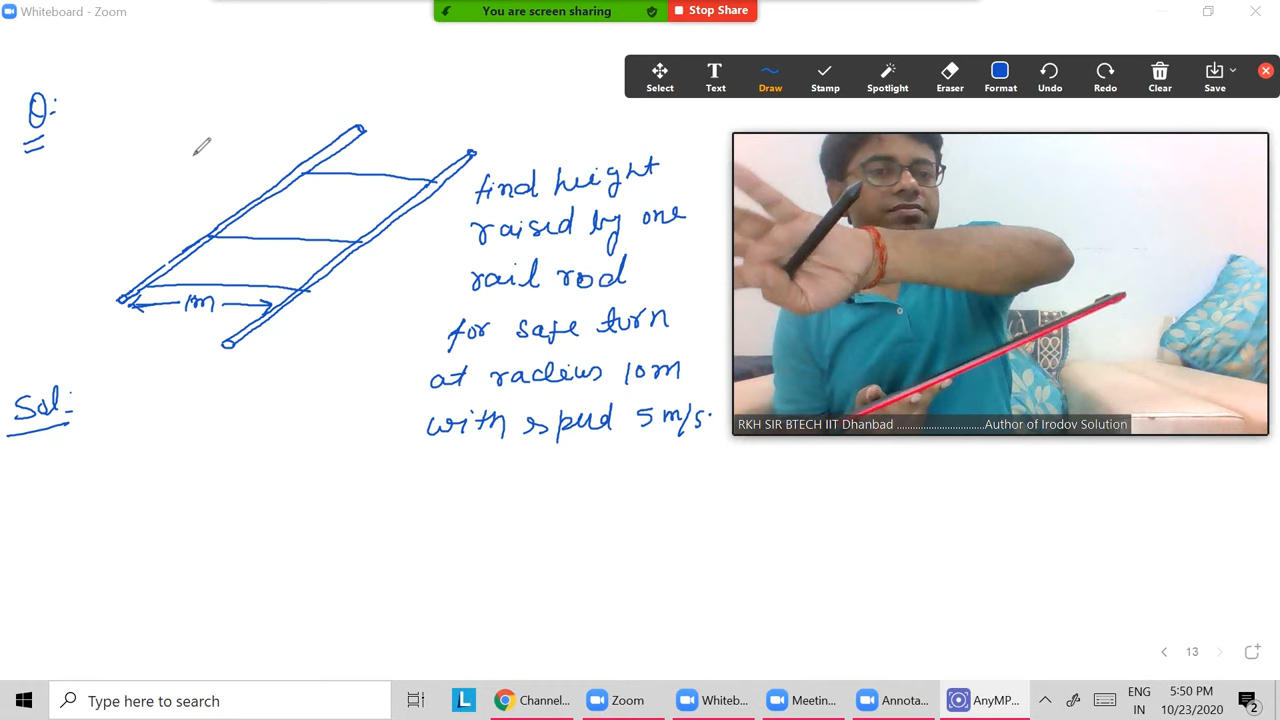 Whiteboard - Zoom
You are screen sharing
Stop Share
Select
Text
Draw
Stamp
Spotlight
Eraser
Format
Undo
Redo
Clear
Save
Q:
1m
find height
raised by one
rail rod
for safe turn
at radius 10m
with speed 5 m/s.
Sol:
RKH SIR BTECH IIT Dhanbad ...............................Author of Irodov Solution
13
Type here to search
L
Channel...
Zoom
Whiteb...
Meetin...
Annota...
AnyMP...
ENG
IN
5:50 PM
10/23/2020
2